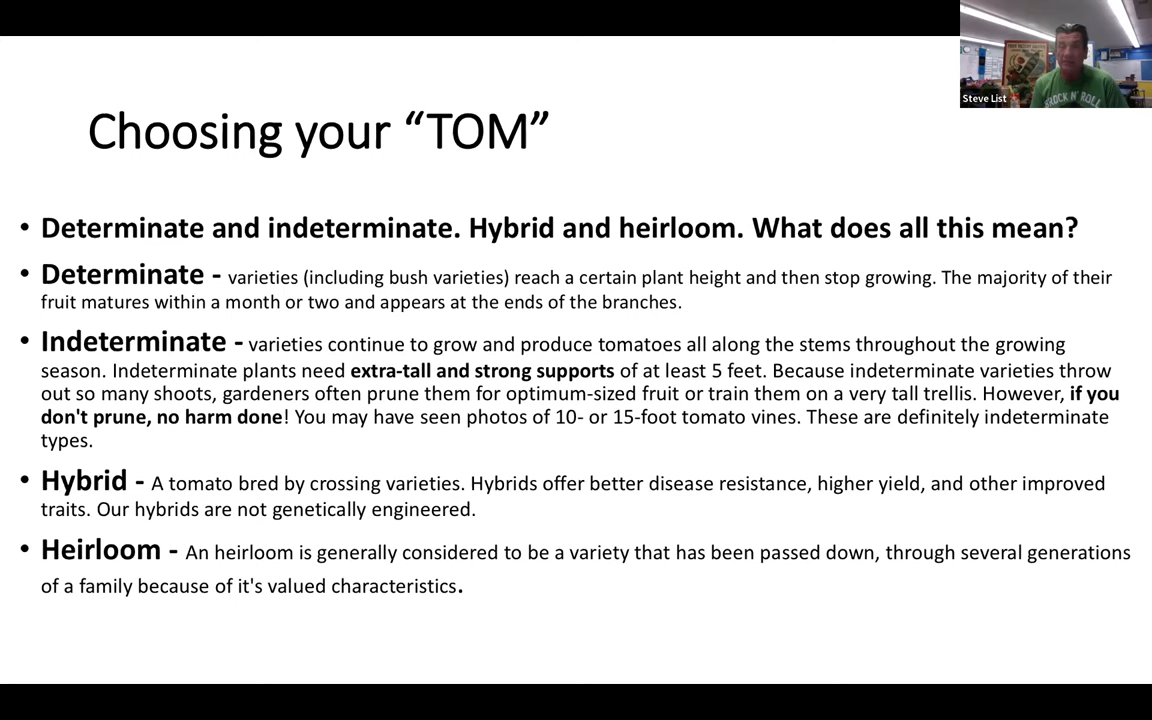 Steve List
SHOCK N' ROLL
Choosing your “TOM”
• Determinate and indeterminate. Hybrid and heirloom. What does all this mean?
• Determinate - varieties (including bush varieties) reach a certain plant height and then stop growing. The majority of their
fruit matures within a month or two and appears at the ends of the branches.
• Indeterminate - varieties continue to grow and produce tomatoes all along the stems throughout the growing
season. Indeterminate plants need extra-tall and strong supports of at least 5 feet. Because indeterminate varieties throw
out so many shoots, gardeners often prune them for optimum-sized fruit or train them on a very tall trellis. However, if you
don't prune, no harm done! You may have seen photos of 10- or 15-foot tomato vines. These are definitely indeterminate
types.
• Hybrid - A tomato bred by crossing varieties. Hybrids offer better disease resistance, higher yield, and other improved
traits. Our hybrids are not genetically engineered.
• Heirloom - An heirloom is generally considered to be a variety that has been passed down, through several generations
of a family because of it's valued characteristics.